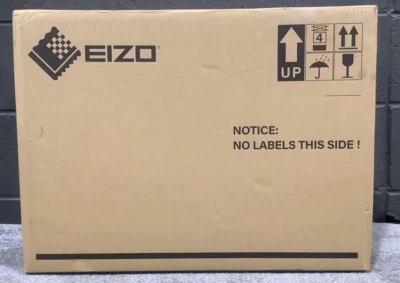 EIZO
4
UP
NOTICE:
NO LABELS THIS SIDE !